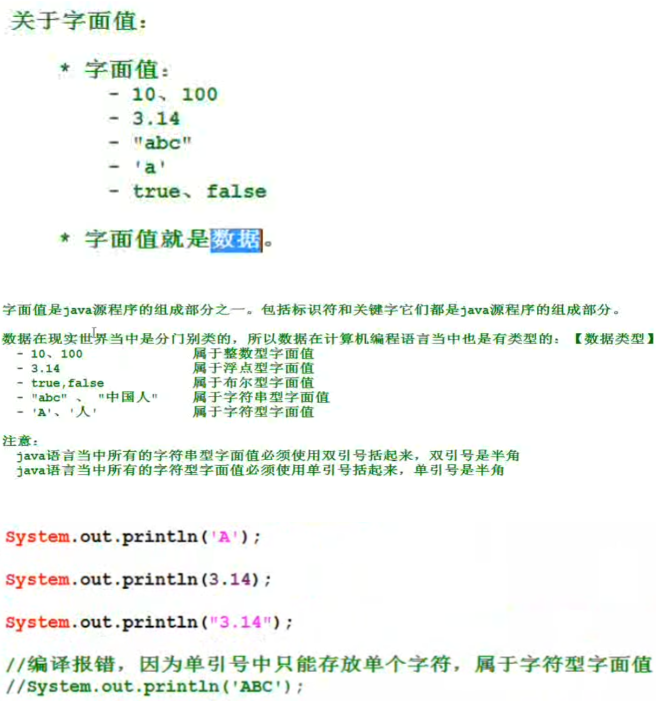 关于字面值：
* 字面值：
- 10、100
- 3.14
- "abc"
- 'a'
- true、false
* 字面值就是数据。
字面值是java源程序的组成部分之一。包括标识符和关键字它们都是java源程序的组成部分。
数据在现实世界当中是分门别类的，所以数据在计算机编程语言当中也是有类型的：【数据类型】
- 10、100 属于整数型字面值
- 3.14 属于浮点型字面值
- true,false 属于布尔型字面值
- "abc" 、 "中国人" 属于字符串型字面值
- 'A'、'人' 属于字符型字面值
注意：
java语言当中所有的字符串型字面值必须使用双引号括起来，双引号是半角
java语言当中所有的字符型字面值必须使用单引号括起来，单引号是半角
System.out.println('A');
System.out.println(3.14);
System.out.println("3.14");
//编译报错，因为单引号中只能存放单个字符，属于字符型字面值
//System.out.println('ABC');